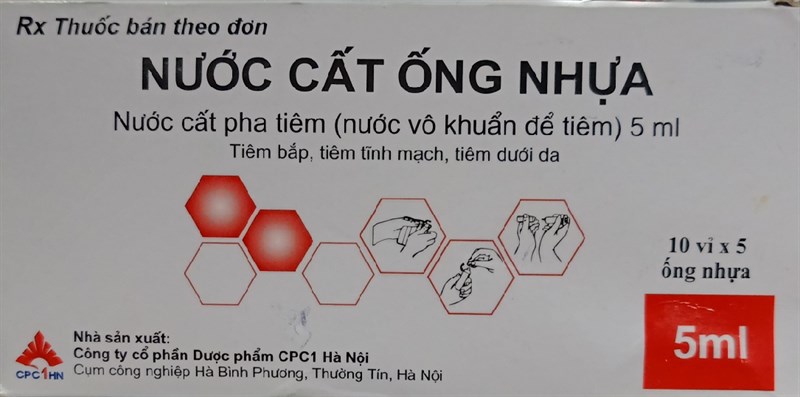 Rx Thuốc bán theo đơn
NƯỚC CẤT ỐNG NHỰA
Nước cất pha tiêm (nước vô khuẩn để tiêm) 5 ml
Tiêm bắp, tiêm tĩnh mạch, tiêm dưới da
10 vỉ x 5
ống nhựa
5ml
Nhà sản xuất:
Công ty cổ phần Dược phẩm CPC1 Hà Nội
Cụm công nghiệp Hà Bình Phương, Thường Tín, Hà Nội
CPC1HN